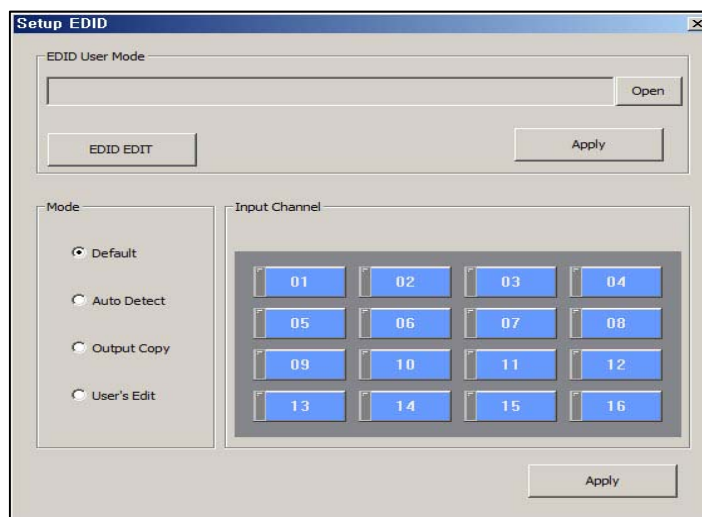 Setup EDID
EDID User Mode
Open
EDID EDIT
Apply
Mode
Input Channel
Default
Auto Detect
Output Copy
User's Edit
01 02 03 04
05 06 07 08
09 10 11 12
13 14 15 16
Apply